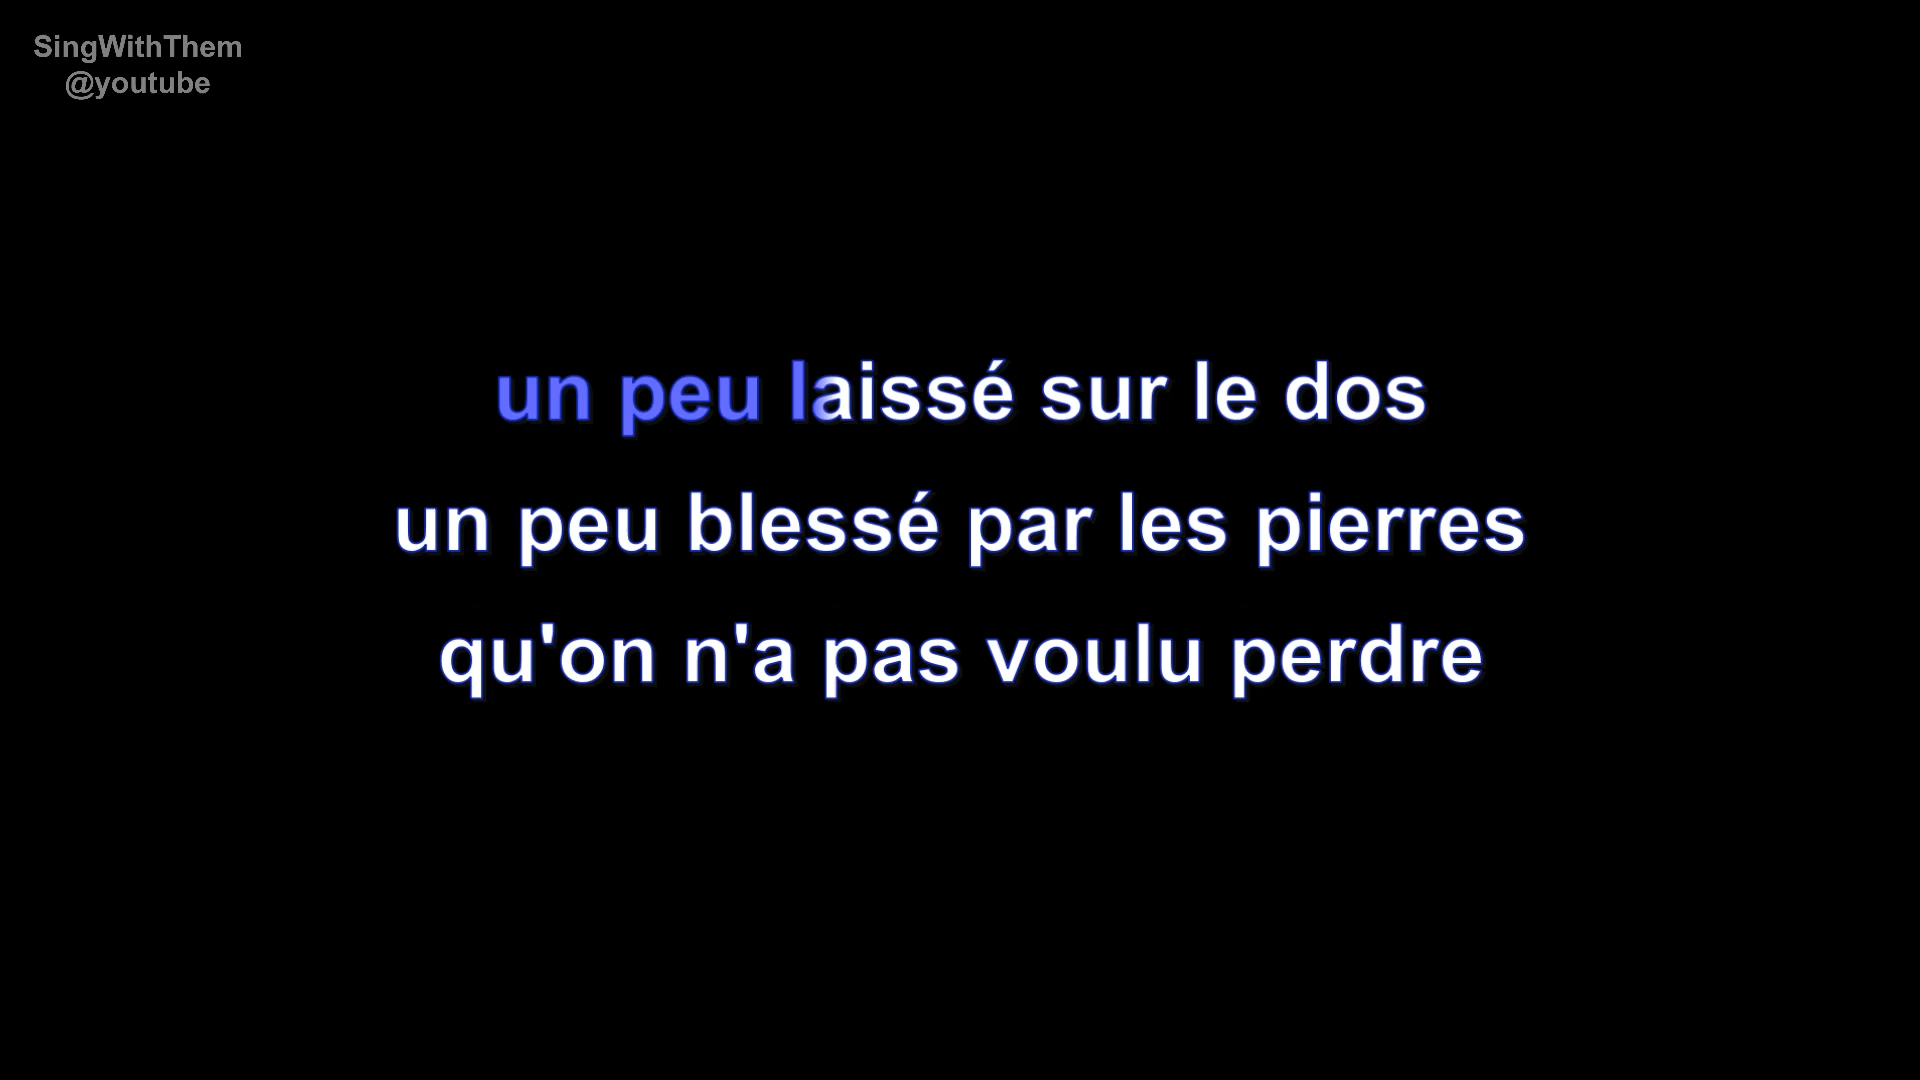 SingWithThem
@youtube
un peu laissé sur le dos
un peu blessé par les pierres
qu'on n'a pas voulu perdre